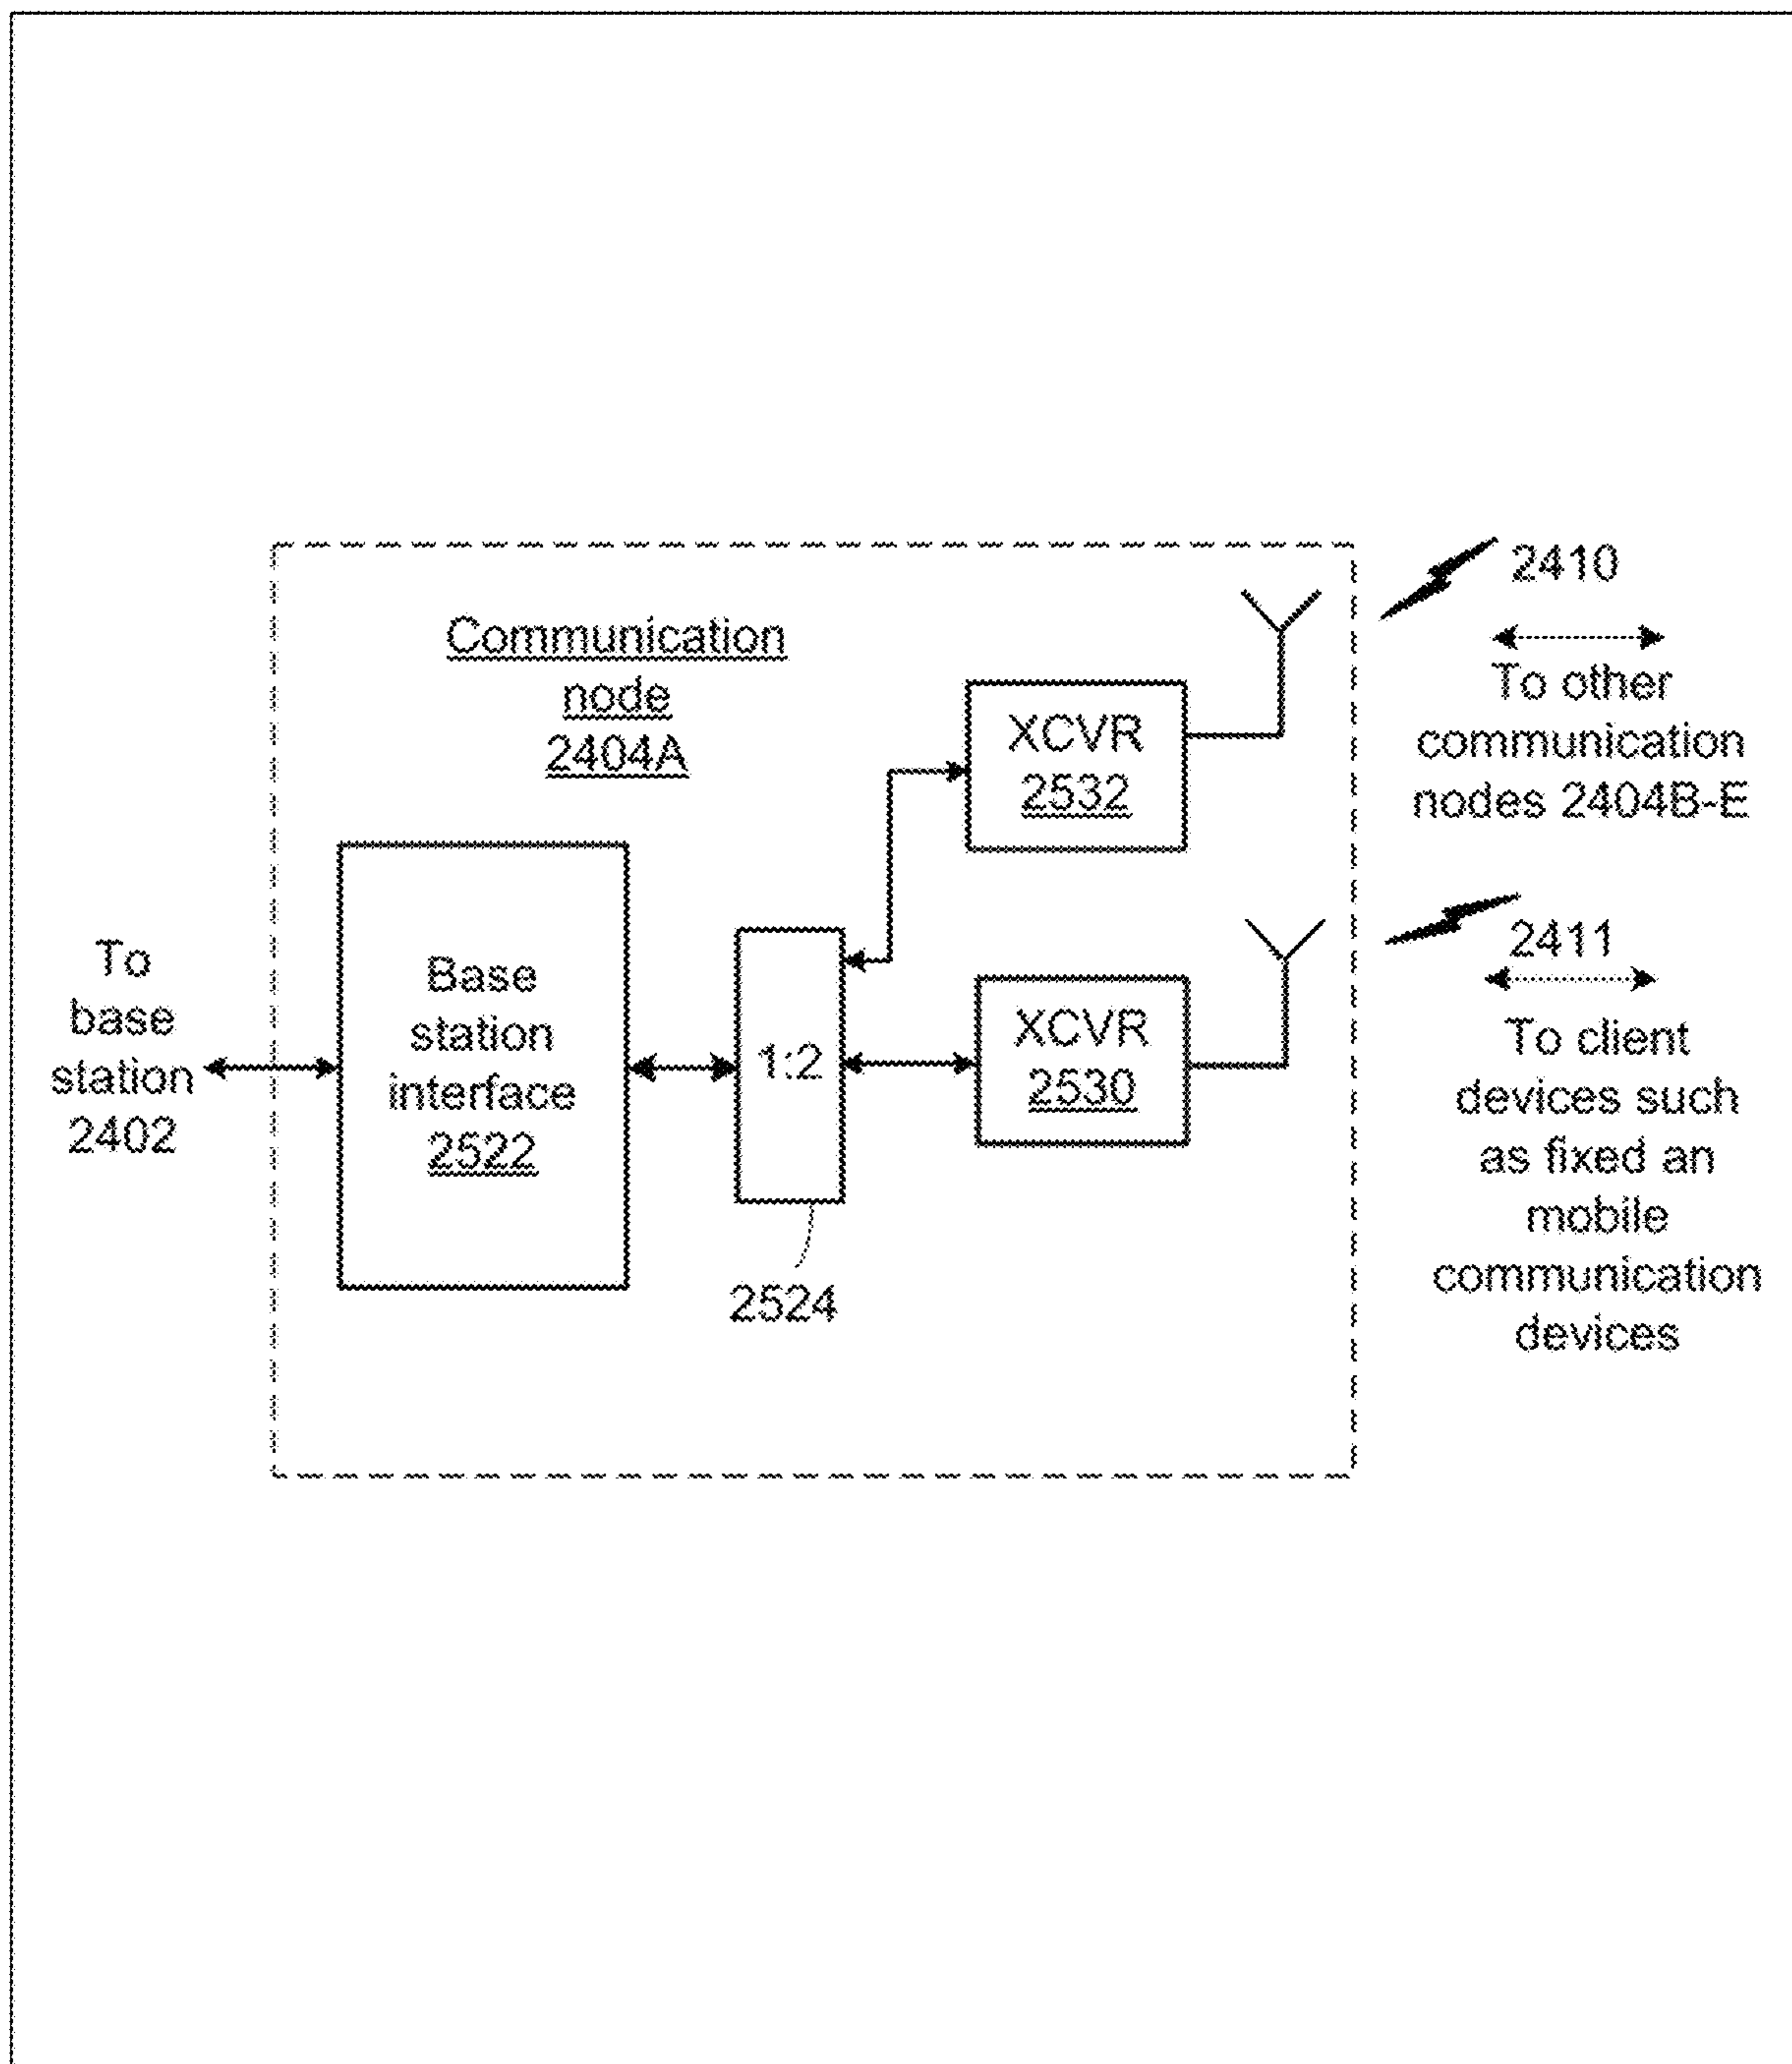 Communication
node
2404A
To
base
station
2402
Base
station
interface
2522
1:2
2524
XCVR
2532
XCVR
2530
2410
To other
communication
nodes 2404B-E
2411
To client
devices such
as fixed an
mobile
communication
devices